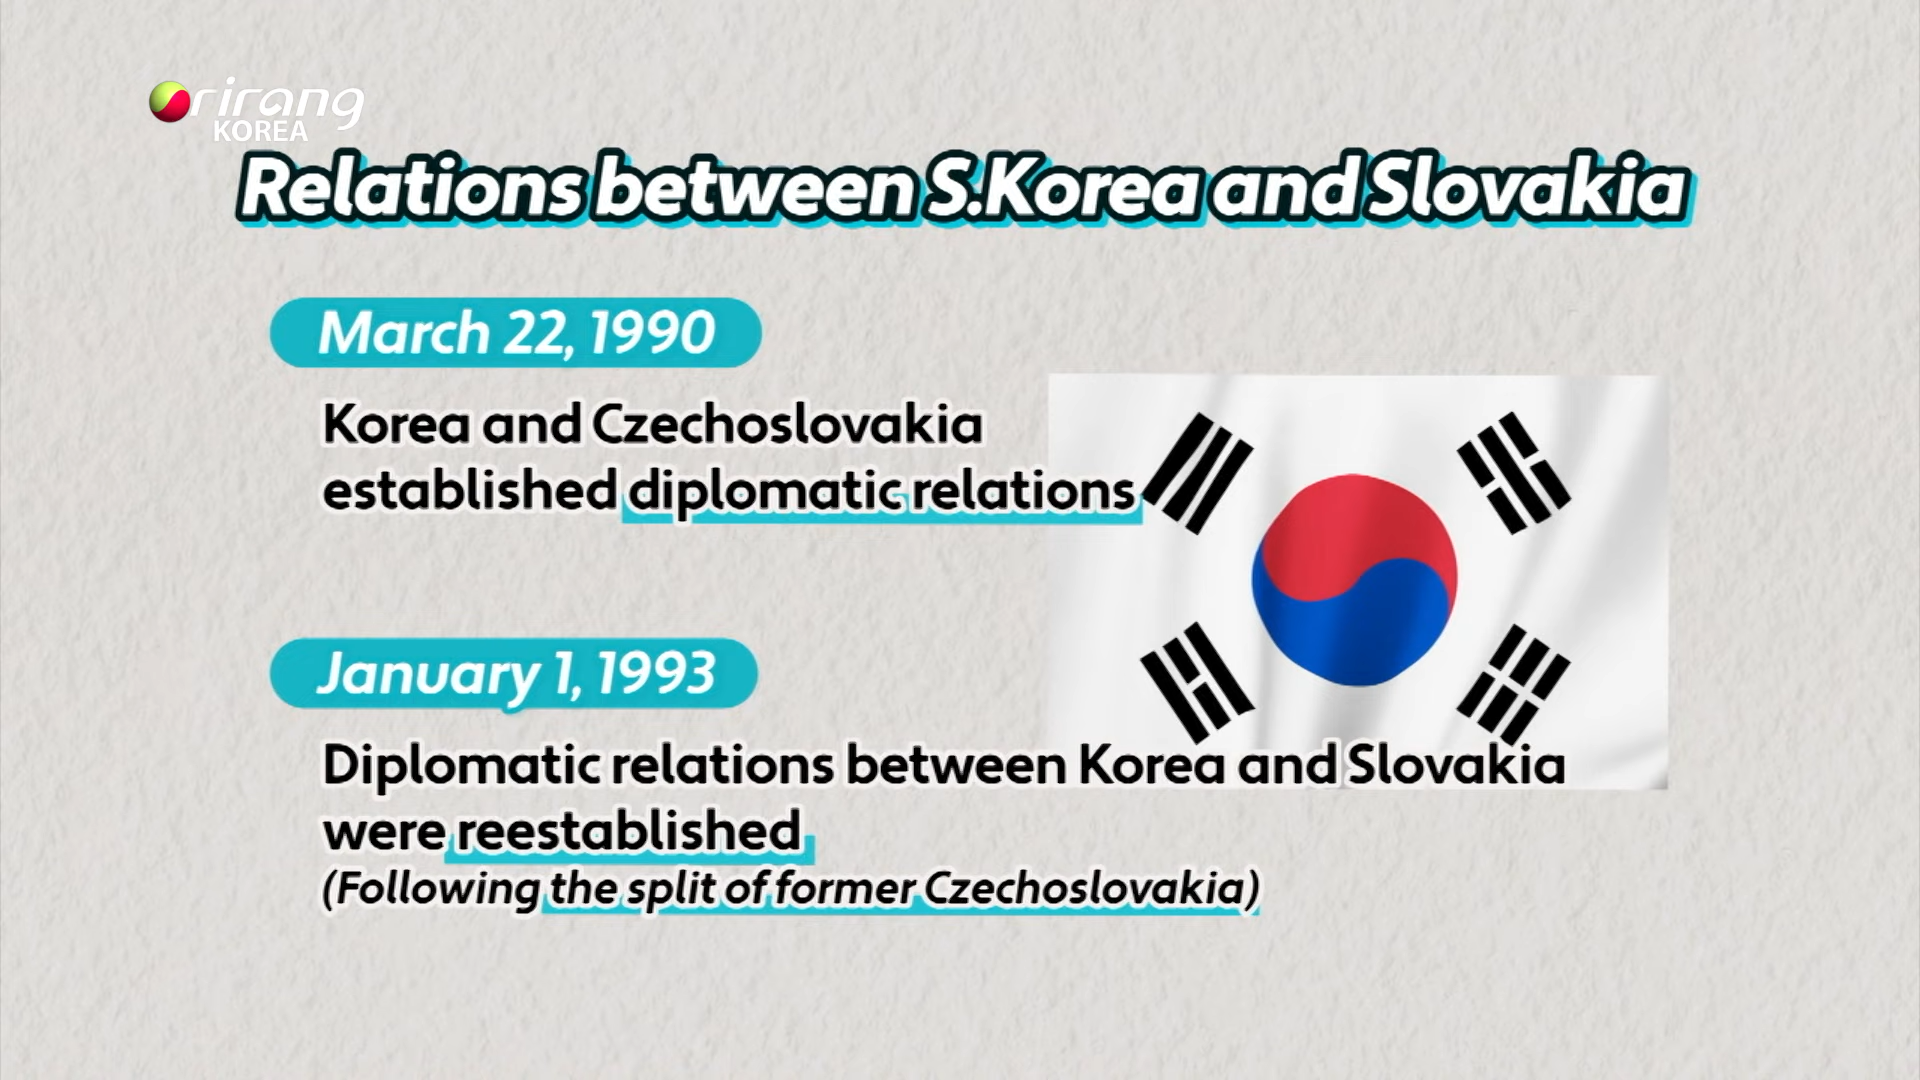 arirang
KOREA
Relations between S.Korea and Slovakia
March 22, 1990
Korea and Czechoslovakia
established diplomatic relations
January 1, 1993
Diplomatic relations between Korea and Slovakia
were reestablished
(Following the split of former Czechoslovakia)